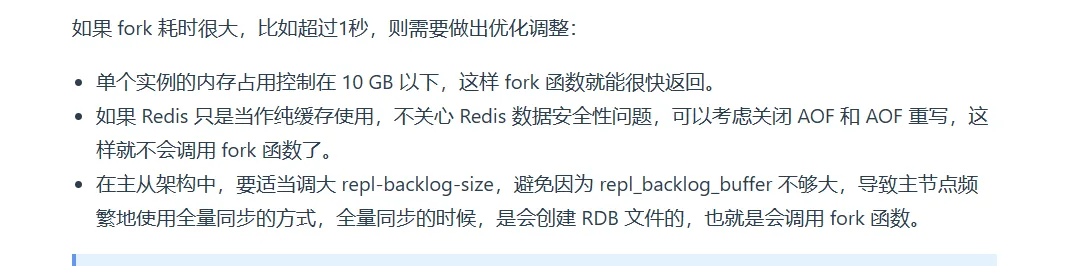 如果 fork 耗时很大，比如超过1秒，则需要做出优化调整：
单个实例的内存占用控制在 10 GB 以下，这样 fork 函数就能很快返回。
如果 Redis 只是当作纯缓存使用，不关心 Redis 数据安全性问题，可以考虑关闭 AOF 和 AOF 重写，这
样就不会调用 fork 函数了。
在主从架构中，要适当调大 repl-backlog-size，避免因为 repl_backlog_buffer 不够大，导致主节点频
繁地使用全量同步的方式，全量同步的时候，是会创建 RDB 文件的，也就是会调用 fork 函数。